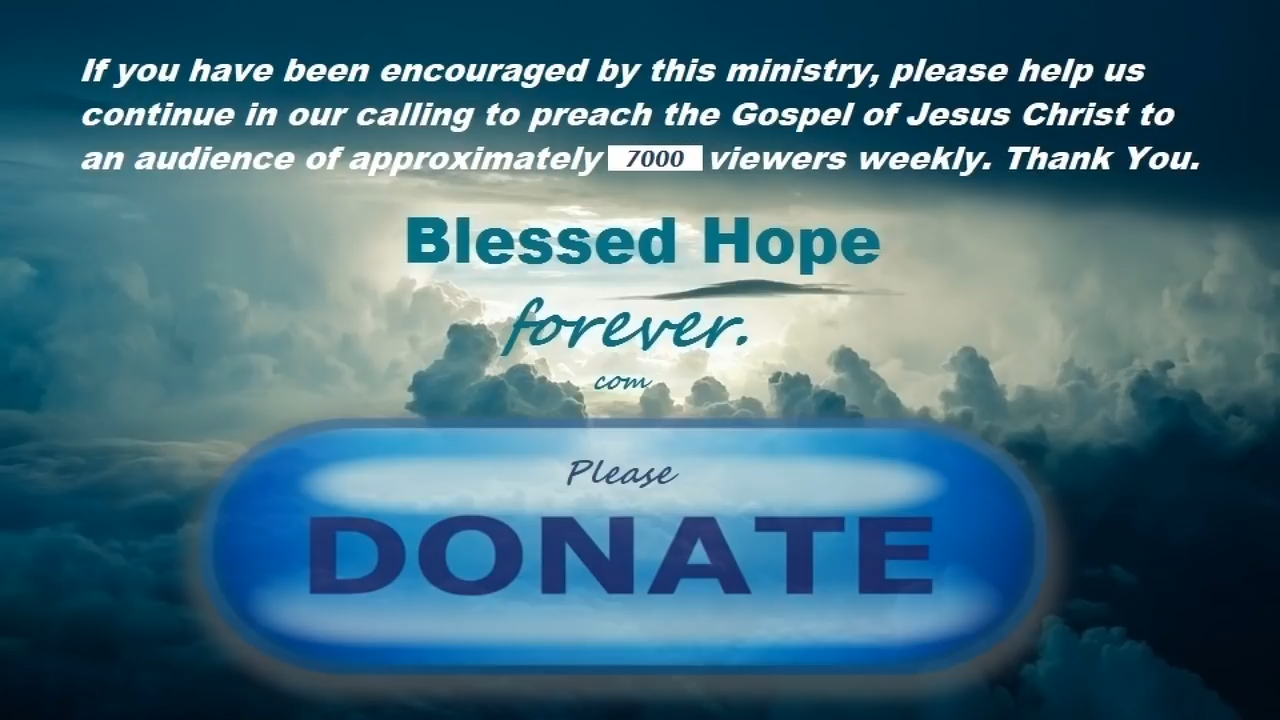 If you have been encouraged by this ministry, please help us
continue in our calling to preach the Gospel of Jesus Christ to
an audience of approximately 7000 viewers weekly. Thank You.
Blessed Hope
forever.
com
Please
DONATE